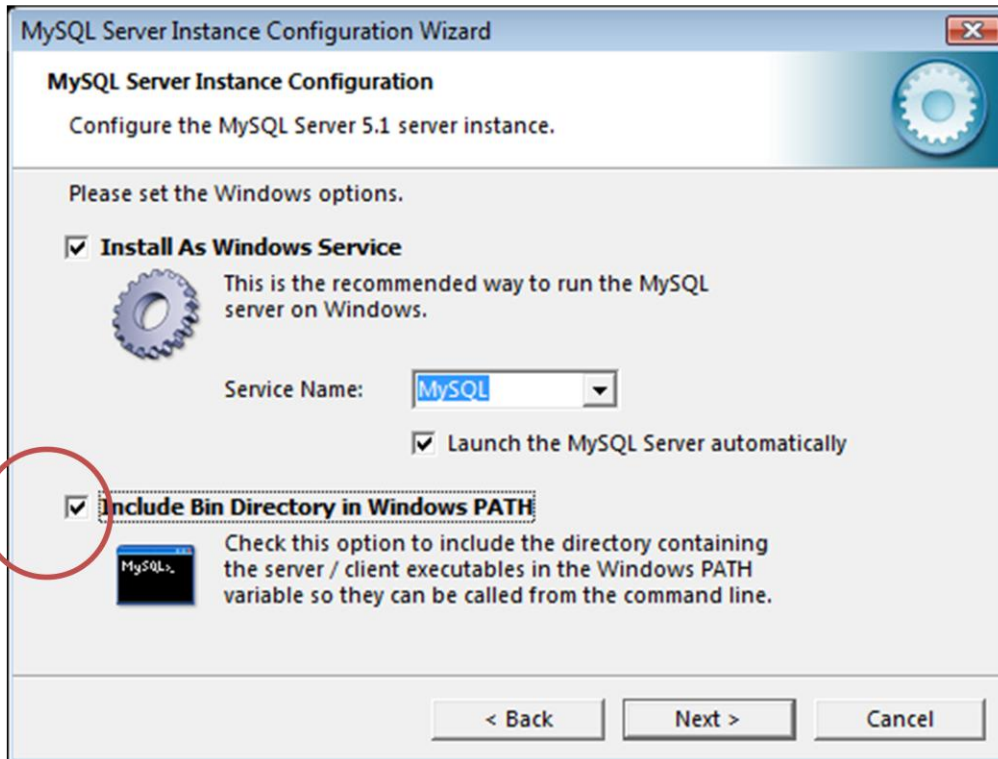 MySQL Server Instance Configuration Wizard
MySQL Server Instance Configuration
Configure the MySQL Server 5.1 server instance.
Please set the Windows options.
Install As Windows Service
This is the recommended way to run the MySQL
server on Windows.
Service Name: MySQL
Launch the MySQL Server automatically
Include Bin Directory in Windows PATH
Check this option to include the directory containing
the server / client executables in the Windows PATH
variable so they can be called from the command line.
MySQL>_
< Back Next > Cancel